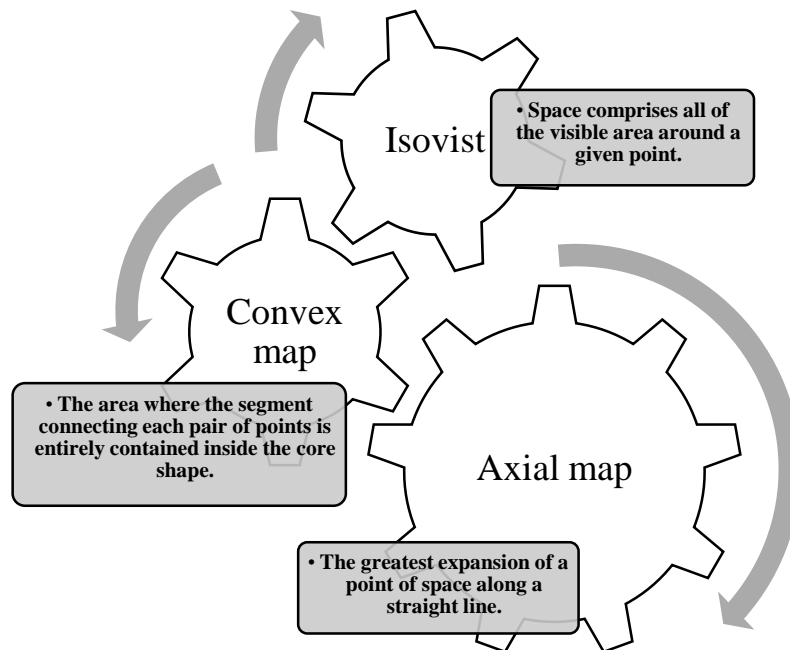 Isovist
• Space comprises all of
the visible area around a
given point.
Convex
map
• The area where the segment
connecting each pair of points is
entirely contained inside the core
shape.
Axial map
• The greatest expansion of a
point of space along a
straight line.